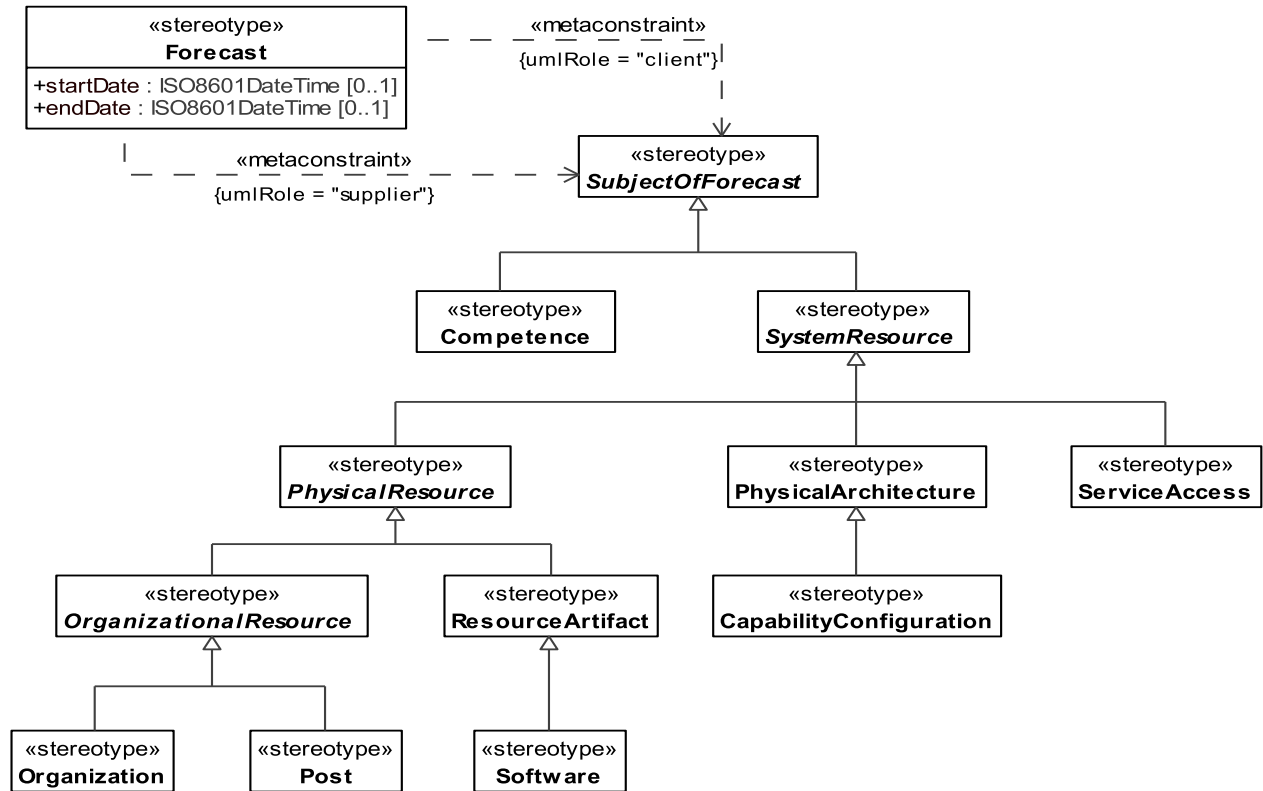 «stereotype»
Forecast
+startDate : ISO8601DateTime [0..1]
+endDate : ISO8601DateTime [0..1]
«metaconstraint»
{umlRole = "client"}
«metaconstraint»
{umlRole = "supplier"}
«stereotype»
SubjectOfForecast
«stereotype»
Competence
«stereotype»
SystemResource
«stereotype»
PhysicalResource
«stereotype»
PhysicalArchitecture
«stereotype»
ServiceAccess
«stereotype»
OrganizationalResource
«stereotype»
ResourceArtifact
«stereotype»
CapabilityConfiguration
«stereotype»
Organization
«stereotype»
Post
«stereotype»
Software